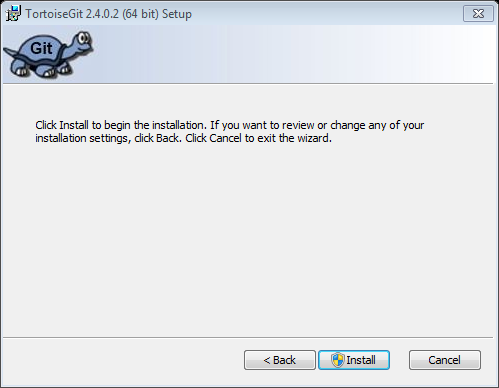 TortoiseGit 2.4.0.2 (64 bit) Setup
Git
Click Install to begin the installation. If you want to review or change any of your
installation settings, click Back. Click Cancel to exit the wizard.
< Back
Install
Cancel